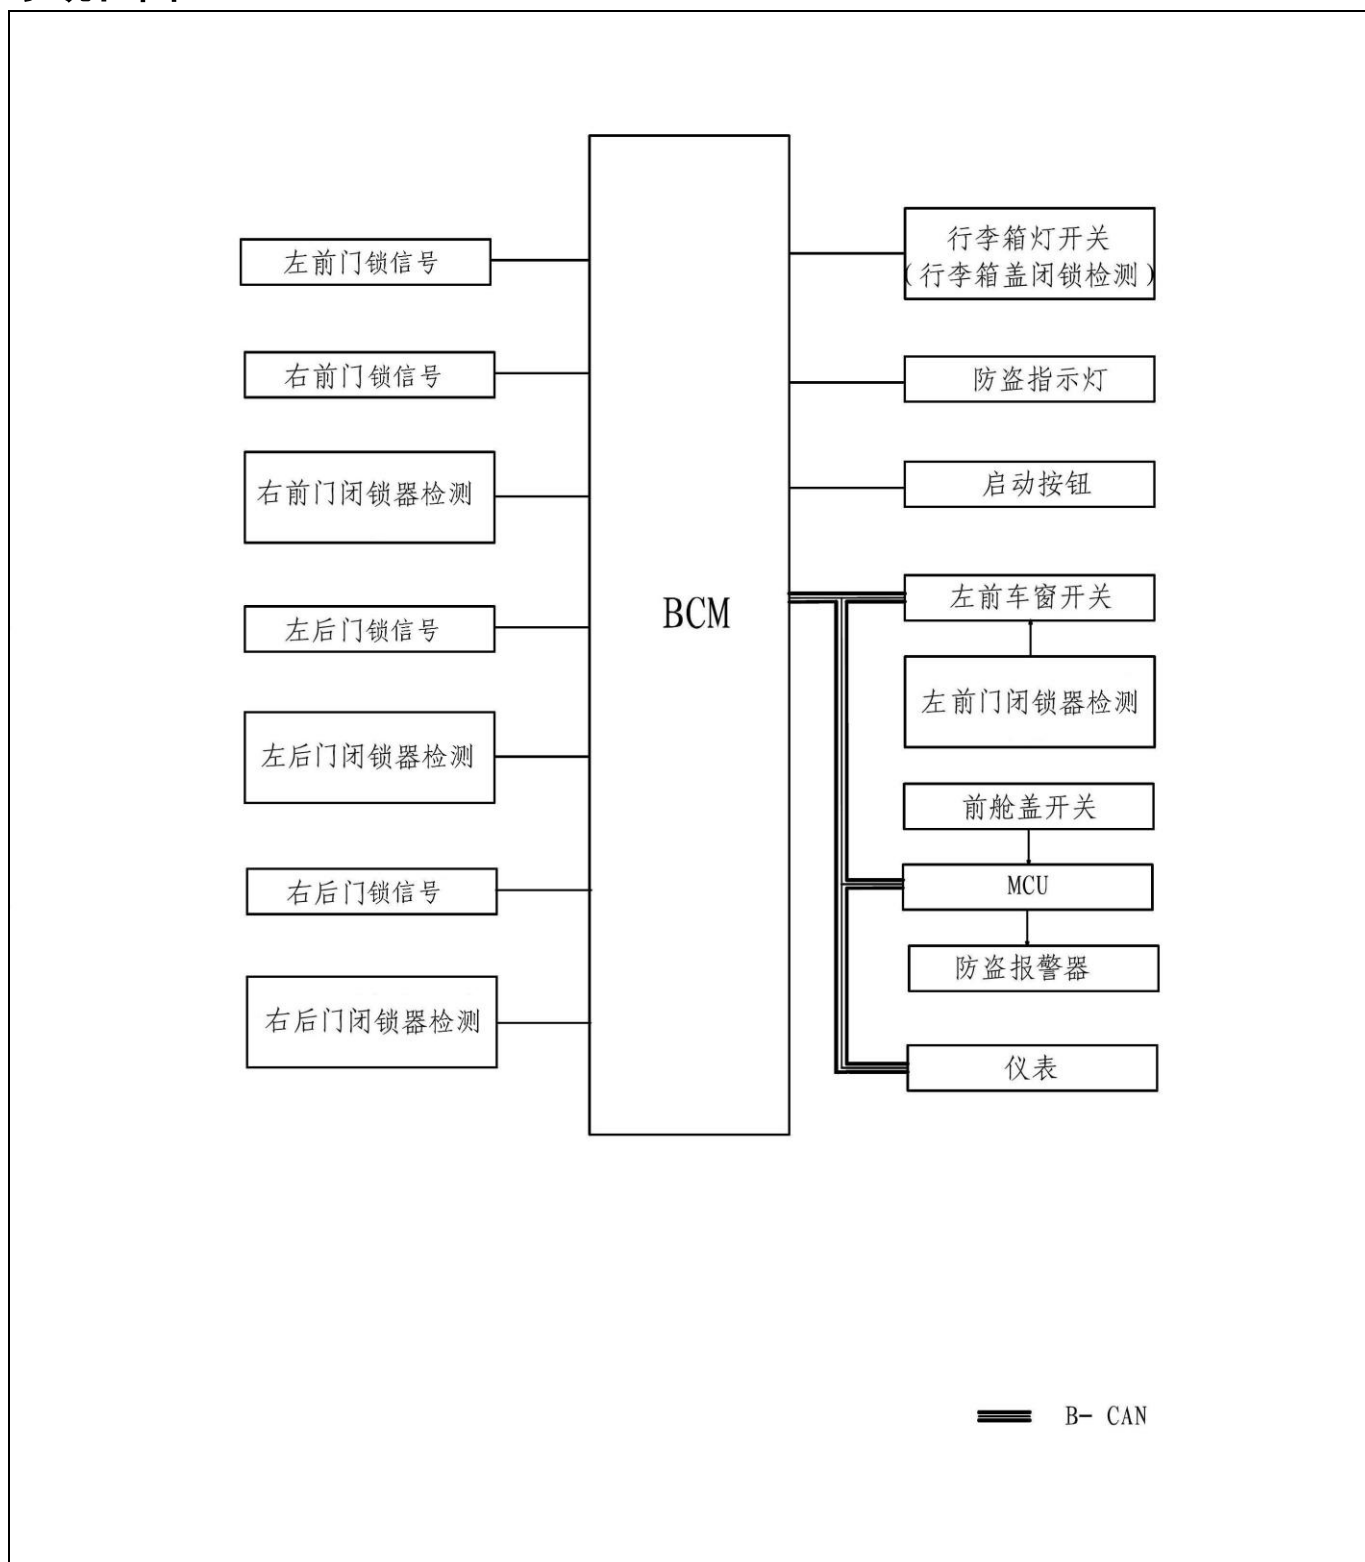 左前门锁信号
右前门锁信号
右前门闭锁器检测
左后门锁信号
左后门闭锁器检测
右后门锁信号
右后门闭锁器检测
BCM
行李箱灯开关
(行李箱盖闭锁检测)
防盗指示灯
启动按钮
左前车窗开关
左前门闭锁器检测
前舱盖开关
MCU
防盗报警器
仪表
B- CAN